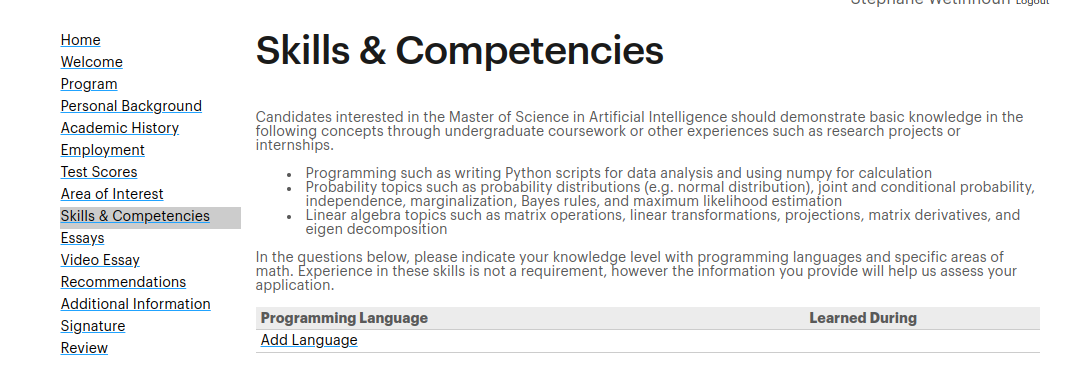 Stephane Wetinhoun Logout
Home
Welcome
Program
Personal Background
Academic History
Employment
Test Scores
Area of Interest
Skills & Competencies
Essays
Video Essay
Recommendations
Additional Information
Signature
Review
Skills & Competencies
Candidates interested in the Master of Science in Artificial Intelligence should demonstrate basic knowledge in the
following concepts through undergraduate coursework or other experiences such as research projects or
internships.
• Programming such as writing Python scripts for data analysis and using numpy for calculation
• Probability topics such as probability distributions (e.g. normal distribution), joint and conditional probability,
independence, marginalization, Bayes rules, and maximum likelihood estimation
• Linear algebra topics such as matrix operations, linear transformations, projections, matrix derivatives, and
eigen decomposition
In the questions below, please indicate your knowledge level with programming languages and specific areas of
math. Experience in these skills is not a requirement, however the information you provide will help us assess your
application.
Programming Language Learned During
Add Language